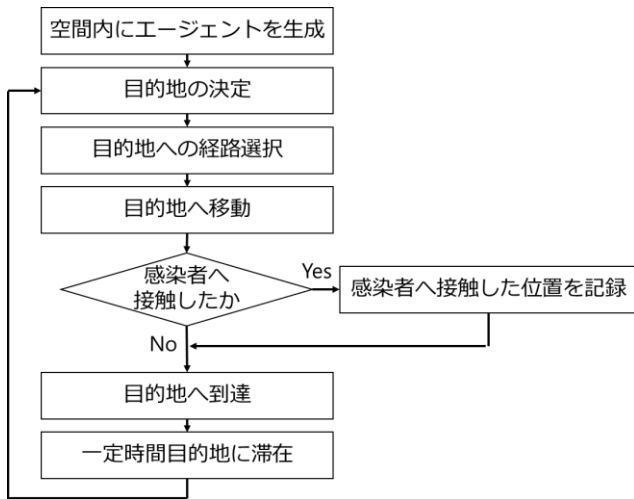 空間内にエージェントを生成
目的地の決定
目的地への経路選択
目的地へ移動
感染者へ
接触したか
Yes
感染者へ接触した位置を記録
No
目的地へ到達
一定時間目的地に滞在